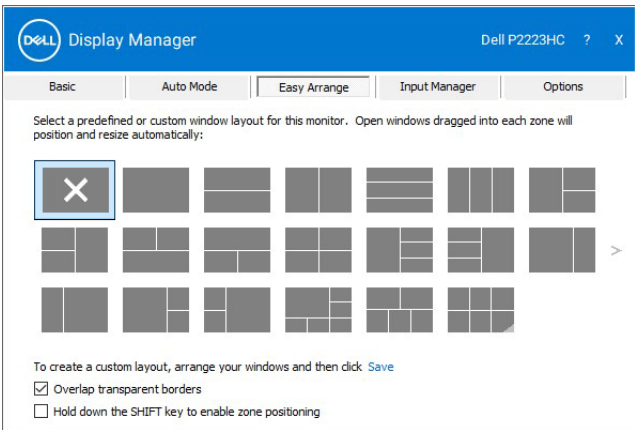 DELL Display Manager Dell P2223HC ? X
Basic Auto Mode Easy Arrange Input Manager Options
Select a predefined or custom window layout for this monitor. Open windows dragged into each zone will
position and resize automatically:
>
To create a custom layout, arrange your windows and then click Save
Overlap transparent borders
Hold down the SHIFT key to enable zone positioning